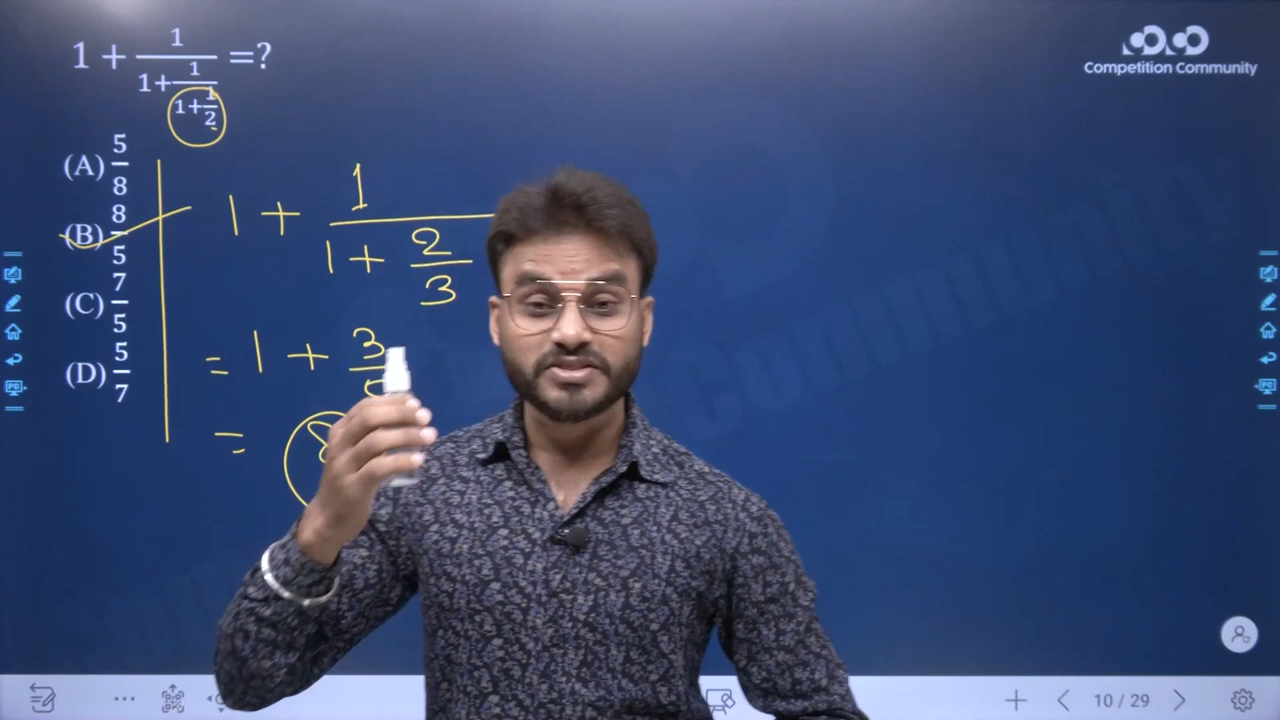 1 + 1/(1+1/(1+1/2)) =?
(A) 5/8
(B) 8/5
(C) 7/5
(D) 5/7
1 + 1/(1 + 2/3)
= 1 + 3/
= 8
Competition Community
10 / 29